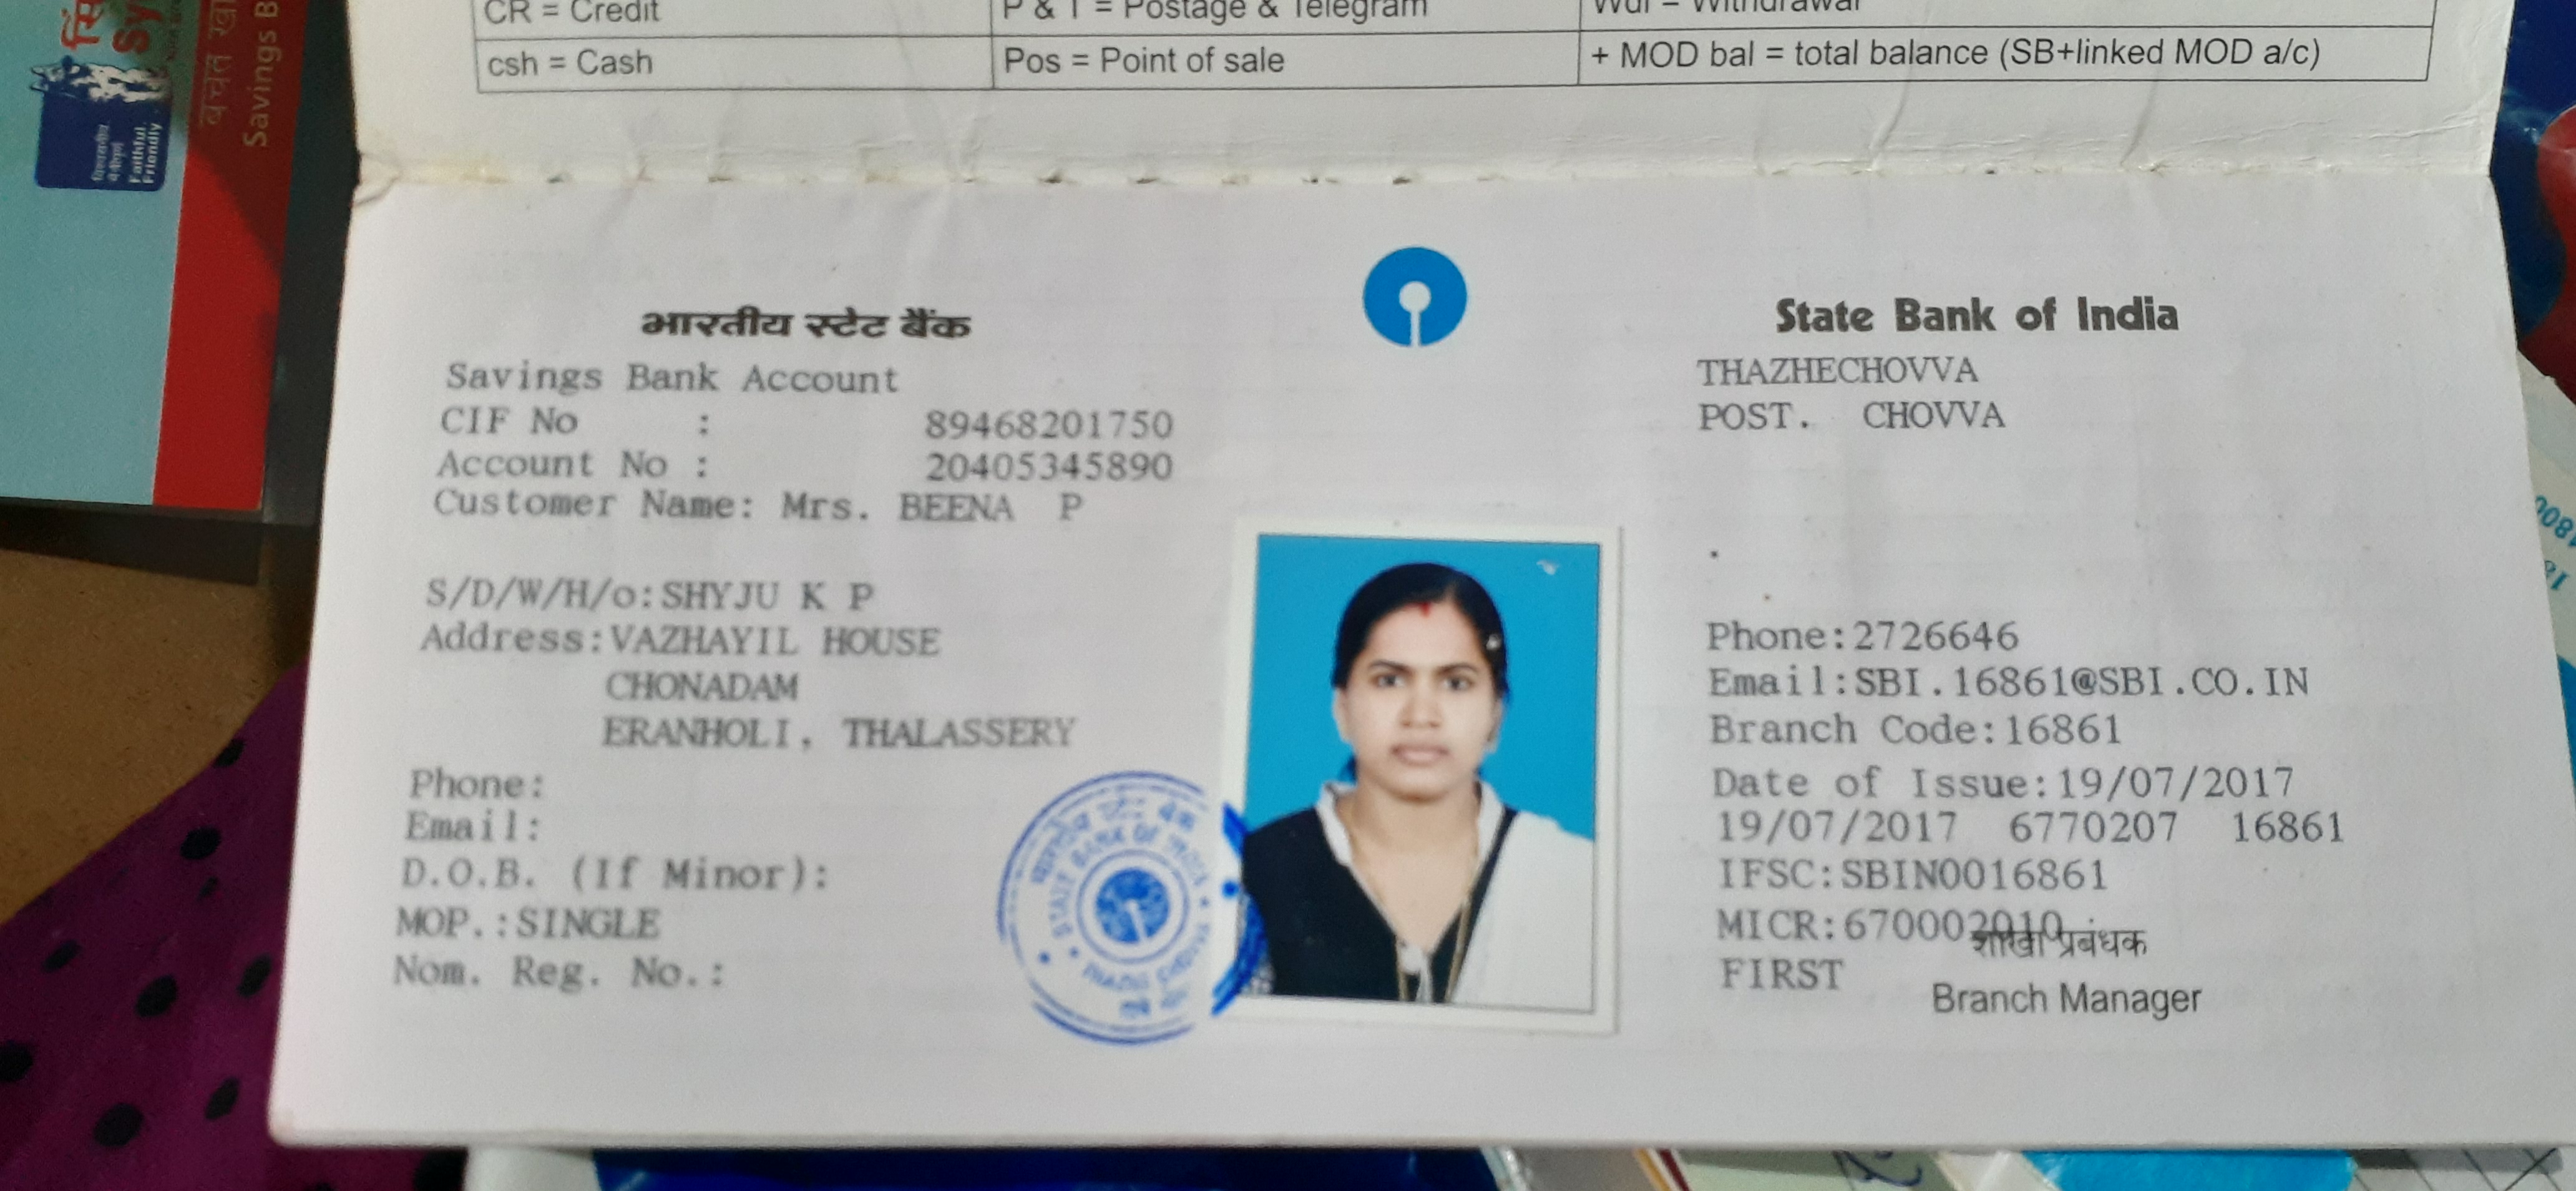 भारतीय स्टेट बैंक
State Bank of India
Savings Bank Account
CIF No : 89468201750
Account No : 20405345890
Customer Name: Mrs. BEENA P
S/D/W/H/o:SHYJU K P
Address:VAZHAYIL HOUSE
CHONADAM
ERANHOLI, THALASSERY
Phone:
Email:
D.O.B. (If Minor):
MOP.:SINGLE
Nom. Reg. No.:
THAZHECHOVVA
POST. CHOVVA
Phone:2726646
Email:SBI.16861@SBI.CO.IN
Branch Code:16861
Date of Issue:19/07/2017
19/07/2017 6770207 16861
IFSC:SBIN0016861
MICR:670002010
FIRST
शाखा प्रबंधक
Branch Manager
STATE BANK OF INDIA
CR = Credit
P & T = Postage & Telegram
Wdr = Withdrawal
csh = Cash
Pos = Point of sale
+ MOD bal = total balance (SB+linked MOD a/c)
Faithful
Friendly
Sy
बचत खा
Savings B
1800